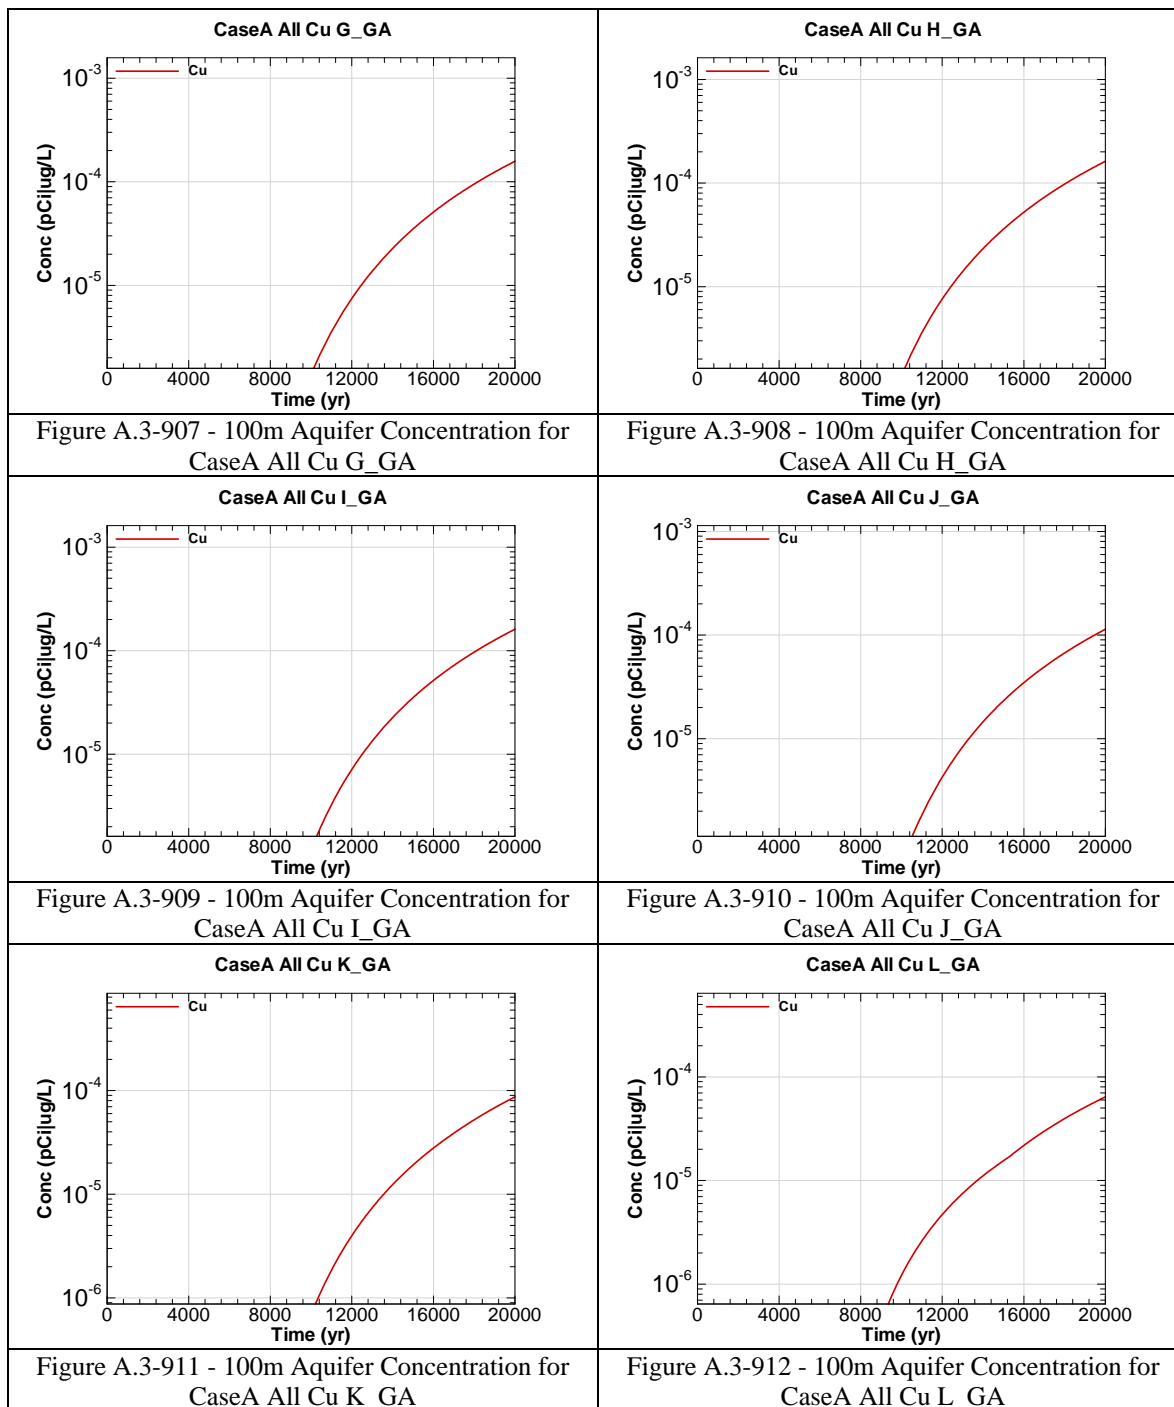 CaseA All Cu G_GA
Cu
10-3
10-4
10-5
Conc (pCi|ug/L)
0 4000 8000 12000 16000 20000
Time (yr)
Figure A.3-907 - 100m Aquifer Concentration for
CaseA All Cu G_GA
CaseA All Cu H_GA
Cu
10-3
10-4
10-5
Conc (pCi|ug/L)
0 4000 8000 12000 16000 20000
Time (yr)
Figure A.3-908 - 100m Aquifer Concentration for
CaseA All Cu H_GA
CaseA All Cu I_GA
Cu
10-3
10-4
10-5
Conc (pCi|ug/L)
0 4000 8000 12000 16000 20000
Time (yr)
Figure A.3-909 - 100m Aquifer Concentration for
CaseA All Cu I_GA
CaseA All Cu J_GA
Cu
10-3
10-4
10-5
Conc (pCi|ug/L)
0 4000 8000 12000 16000 20000
Time (yr)
Figure A.3-910 - 100m Aquifer Concentration for
CaseA All Cu J_GA
CaseA All Cu K_GA
Cu
10-4
10-5
10-6
Conc (pCi|ug/L)
0 4000 8000 12000 16000 20000
Time (yr)
Figure A.3-911 - 100m Aquifer Concentration for
CaseA All Cu K_GA
CaseA All Cu L_GA
Cu
10-4
10-5
10-6
Conc (pCi|ug/L)
0 4000 8000 12000 16000 20000
Time (yr)
Figure A.3-912 - 100m Aquifer Concentration for
CaseA All Cu L_GA